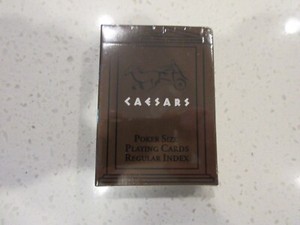 CAESARS
POKER SIZE
PLAYING CARDS
REGULAR INDEX